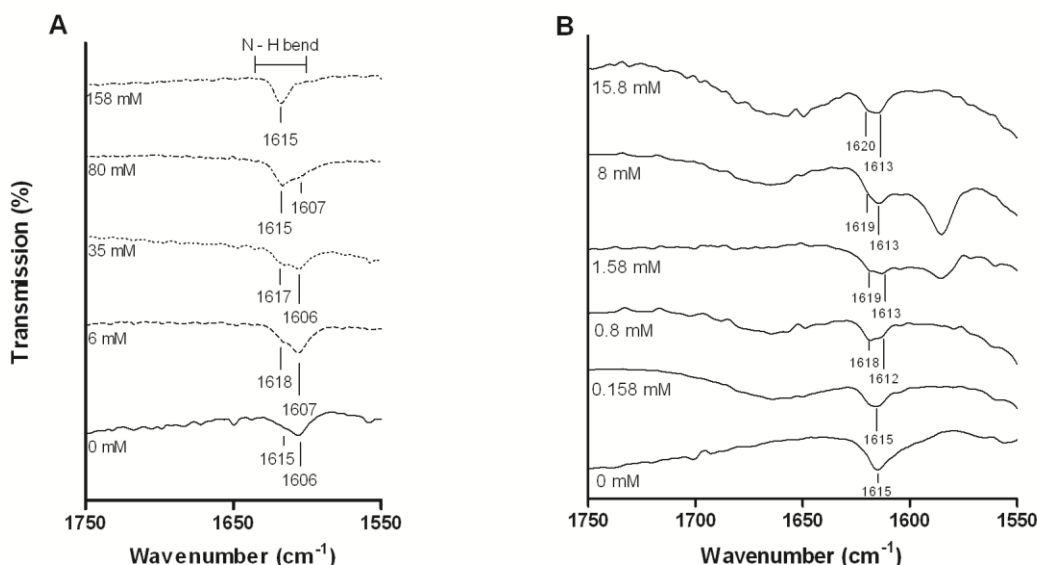 A
N - H bend
158 mM
1615
80 mM
1607
1615
35 mM
1617
1606
6 mM
1618
1607
0 mM
1615
1606
1750
1650
1550
Wavenumber (cm-1)
Transmission (%)
B
15.8 mM
1620
1613
8 mM
1619
1613
1.58 mM
1619
1613
0.8 mM
1618
1612
0.158 mM
1615
0 mM
1615
1750
1700
1650
1600
1550
Wavenumber (cm-1)